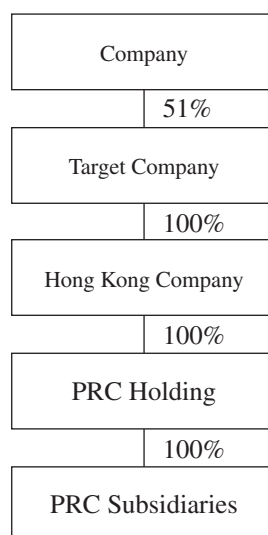 Company
51%
Target Company
100%
Hong Kong Company
100%
PRC Holding
100%
PRC Subsidiaries